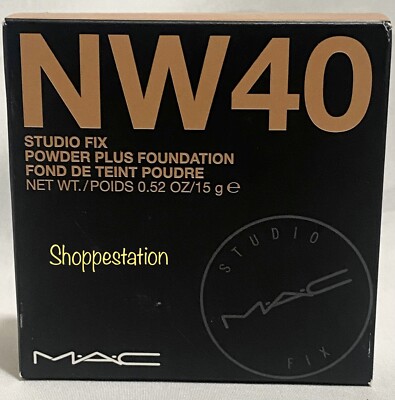 NW40
STUDIO FIX
POWDER PLUS FOUNDATION
FOND DE TEINT POUDRE
NET WT./POIDS 0.52 OZ/15 g ℮
Shoppestation
STUDIO
M·A·C
FIX
M·A·C